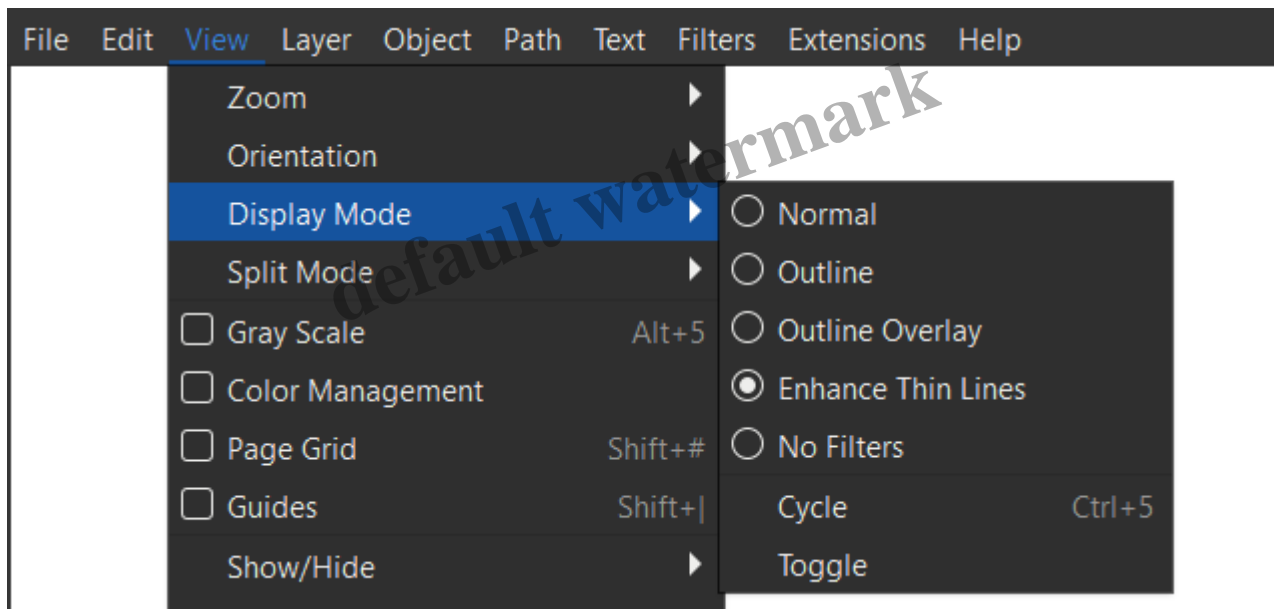 File Edit View Layer Object Path Text Filters Extensions Help
Zoom
Orientation
Display Mode
Split Mode
Gray Scale Alt+5
Color Management
Page Grid Shift+#
Guides Shift+|
Show/Hide
Normal
Outline
Outline Overlay
Enhance Thin Lines
No Filters
Cycle Ctrl+5
Toggle
default watermark